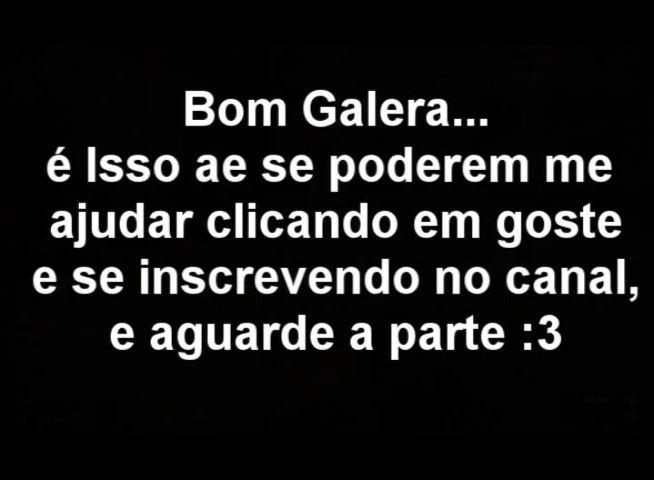 Bom Galera...
é Isso ae se poderem me
ajudar clicando em goste
e se inscrevendo no canal,
e aguarde a parte :3